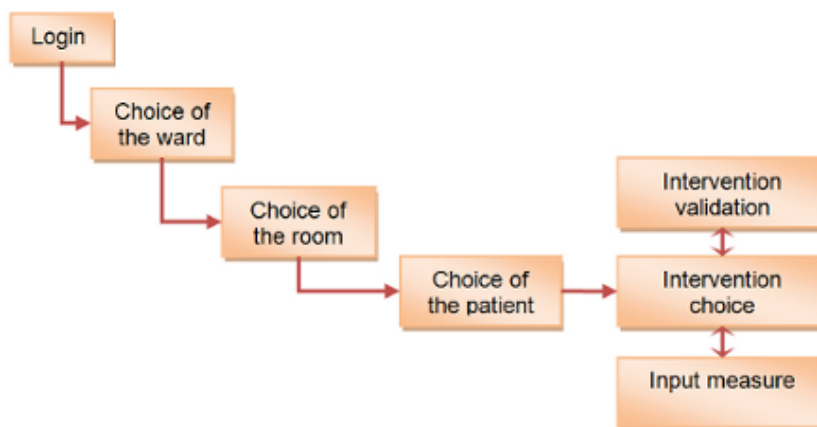 Login
Choice of
the ward
Choice of
the room
Choice of
the patient
Intervention
validation
Intervention
choice
Input measure